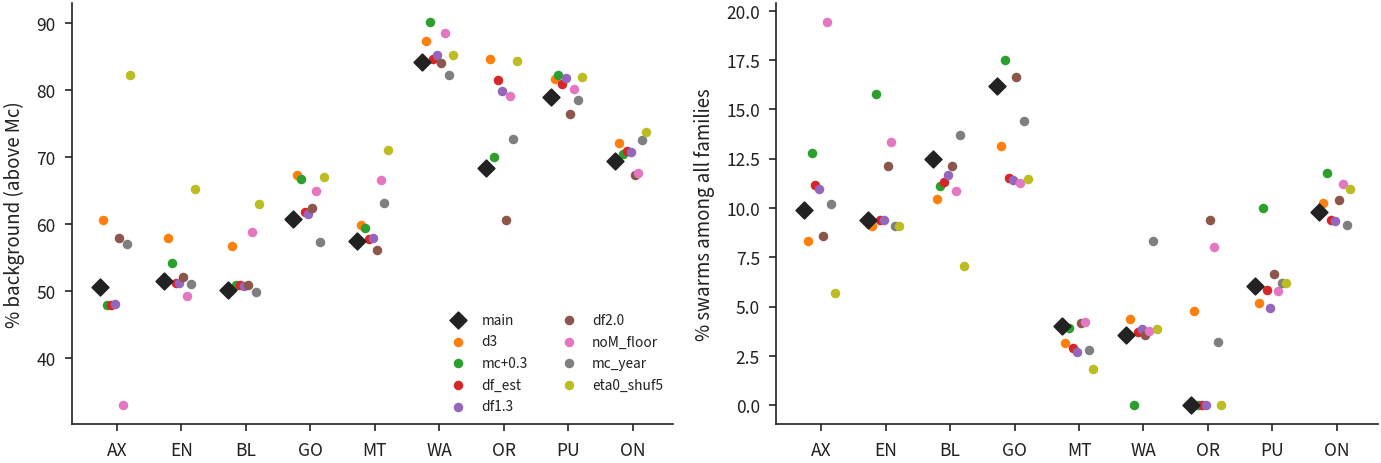 % background (above Mc)
90
80
70
60
50
40
AX EN BL GO MT WA OR PU ON
main
d3
mc+0.3
df_est
df1.3
df2.0
noM_floor
mc_year
eta0_shuf5
% swarms among all families
20.0
17.5
15.0
12.5
10.0
7.5
5.0
2.5
0.0
AX EN BL GO MT WA OR PU ON